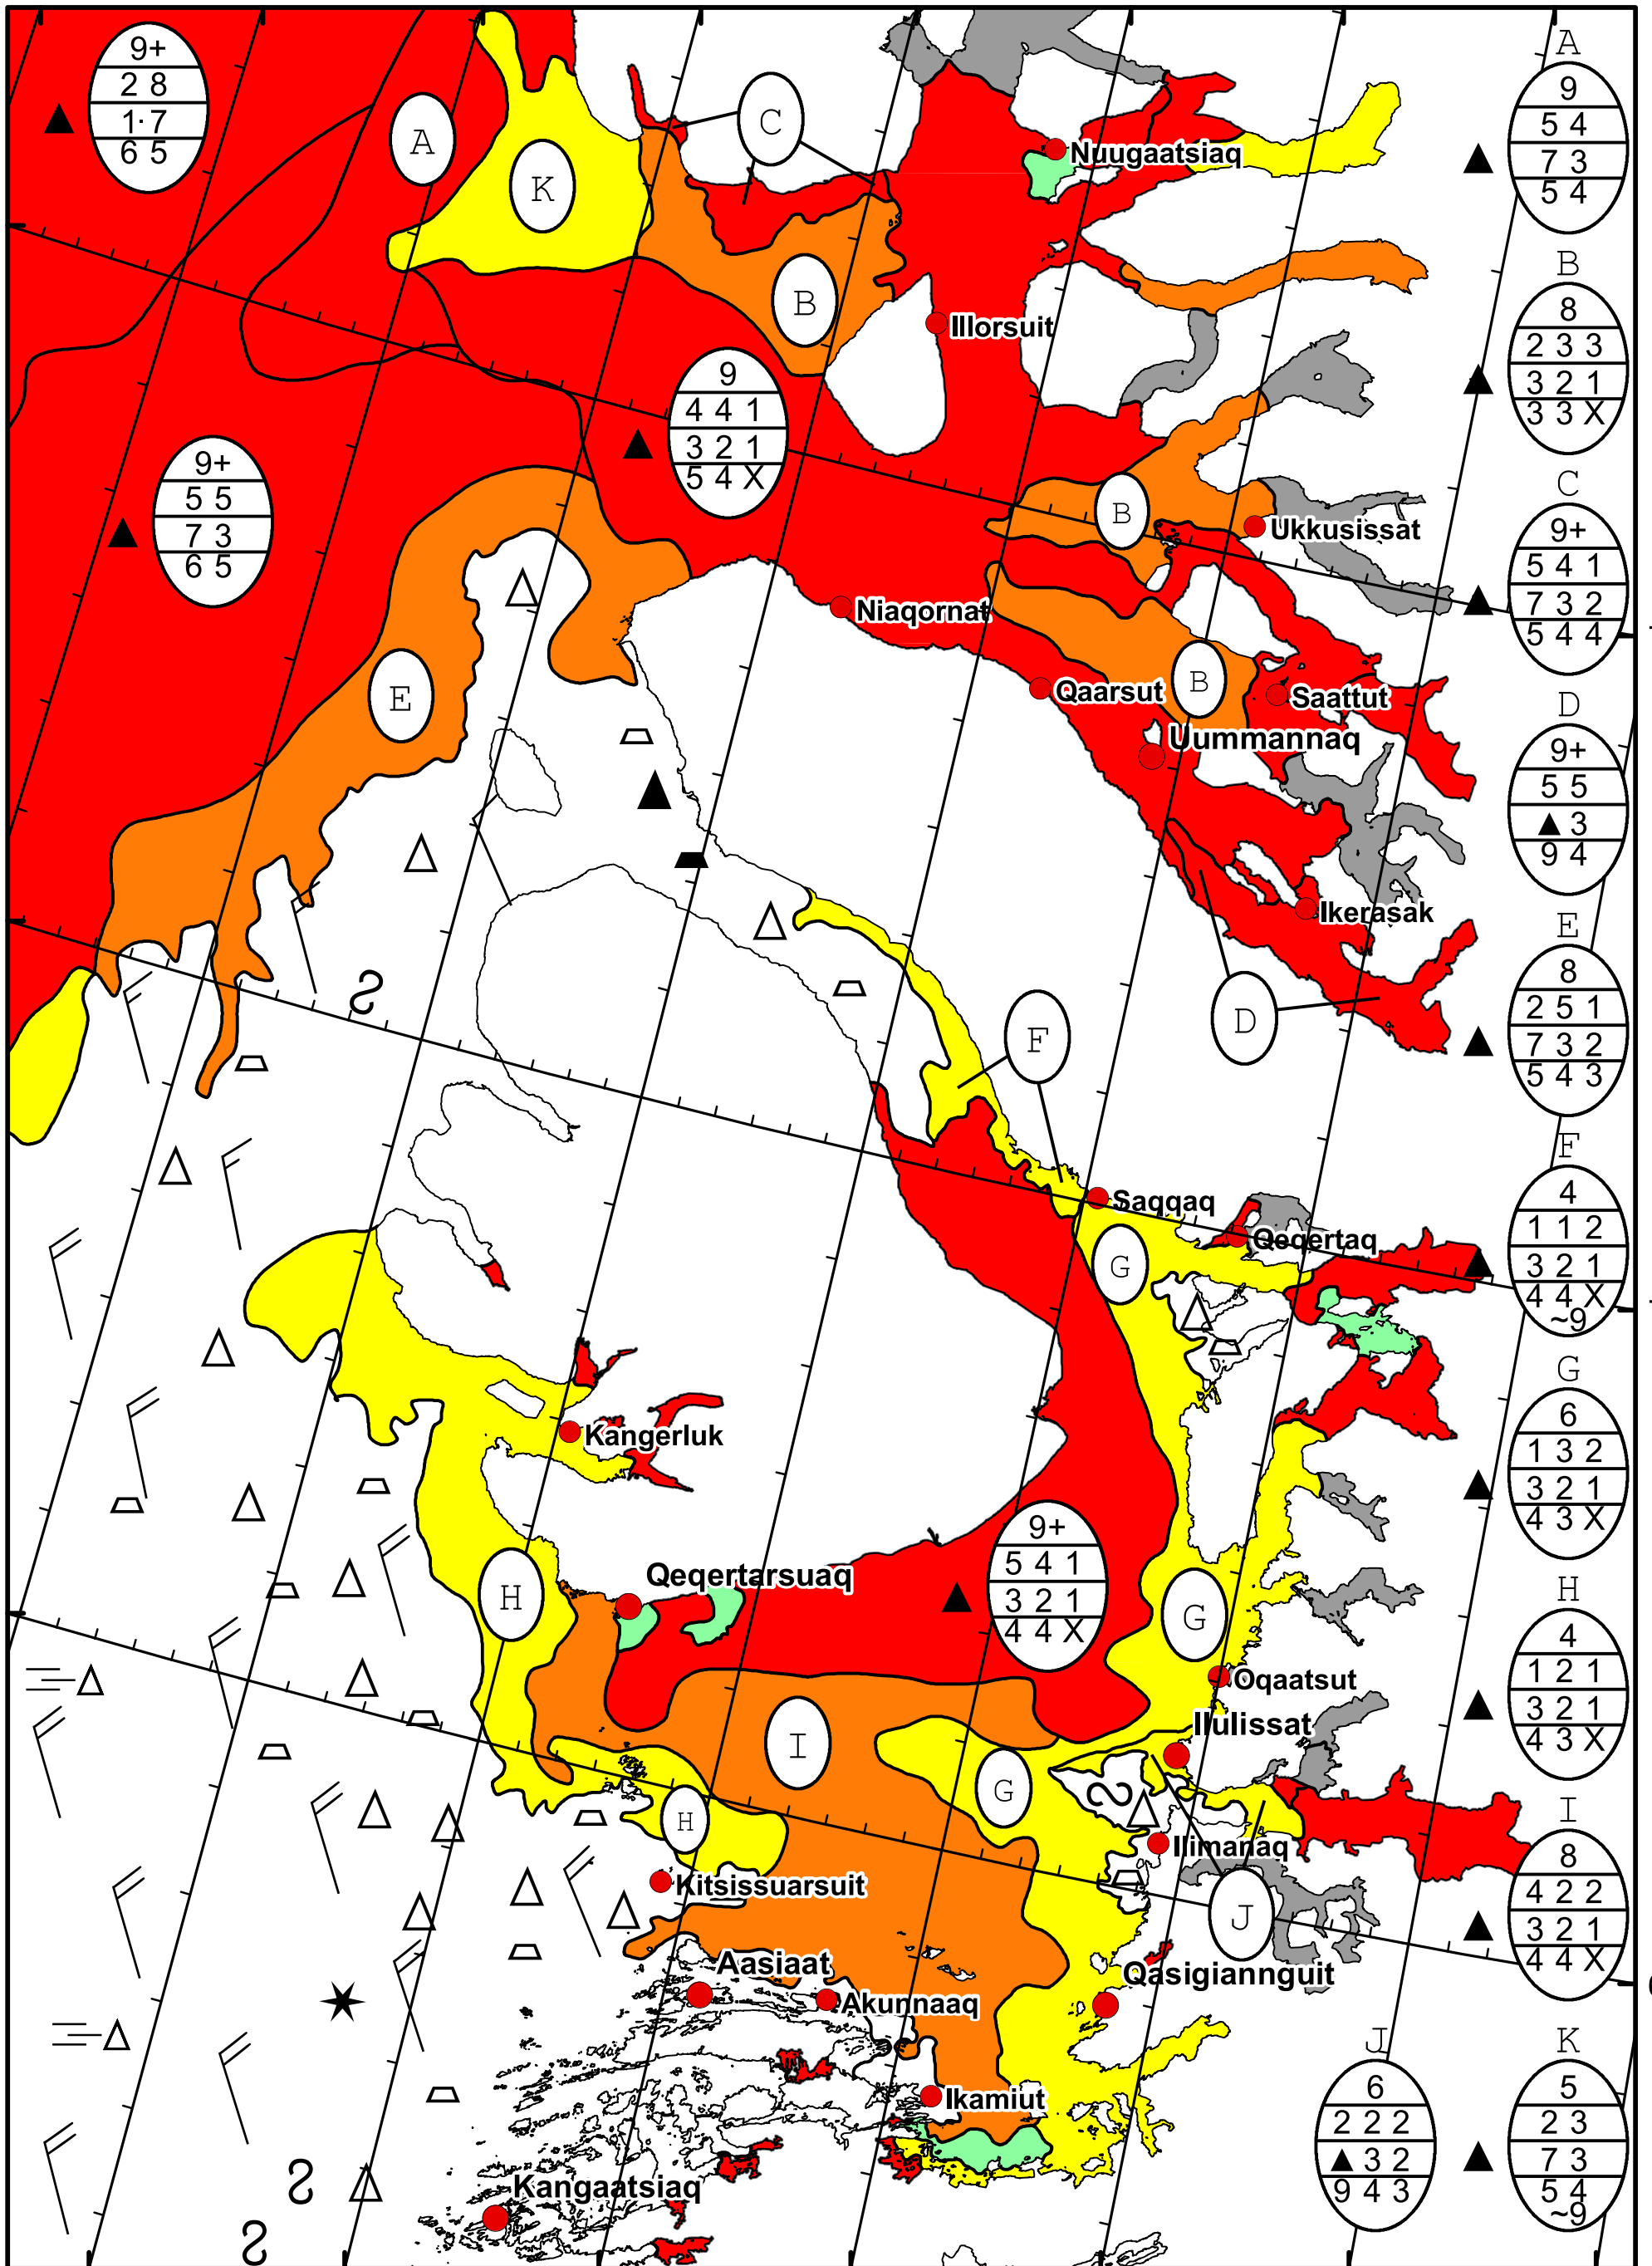 A
9+
2 8
1· 7
6 5
9
5 4
7 3
5 4
A
C
Nuugaatsiaq
K
B
8
2 3 3
3 2 1
3 3 X
B
Illorsuit
9
4 4 1
3 2 1
5 4 X
9+
5 5
7 3
6 5
C
9+
5 4 1
7 3 2
5 4 4
B
Ukkusissat
Niaqornat
E
B
Qaarsut
Saattut
Uummannaq
D
9+
5 5
▲ 3
9 4
Ikerasak
E
8
2 5 1
7 3 2
5 4 3
D
F
F
4
1 1 2
3 2 1
4 4 X
~9
Saqqaq
Qeqertaq
G
G
6
1 3 2
3 2 1
4 3 X
Kangerluk
9+
5 4 1
3 2 1
4 4 X
H
Qeqertarsuaq
G
H
4
1 2 1
3 2 1
4 3 X
Oqaatsut
Ilulissat
I
G
H
Ilimanaq
I
8
4 2 2
3 2 1
4 4 X
Kitsissuarsuit
J
Aasiaat
Qasigiannguit
Akunnaaq
Ikamiut
J
6
2 2 2
▲ 3 2
9 4 3
K
5
2 3
7 3
5 4
~9
Kangaatsiaq